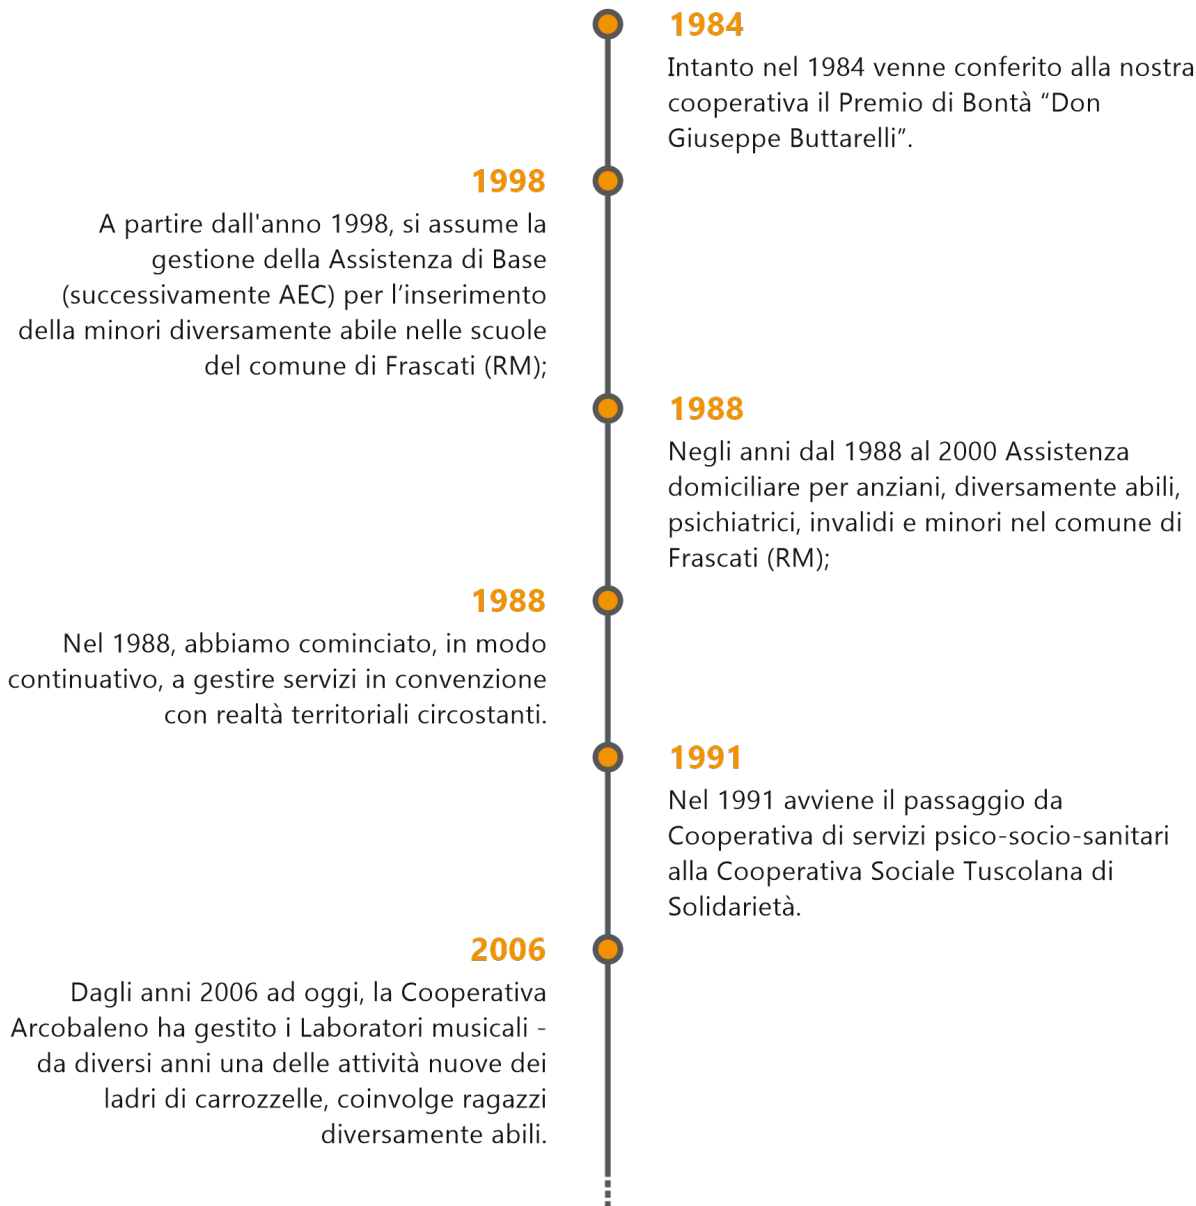 1984
Intanto nel 1984 venne conferito alla nostra
cooperativa il Premio di Bontà “Don
Giuseppe Buttarelli”.
1998
A partire dall'anno 1998, si assume la
gestione della Assistenza di Base
(successivamente AEC) per l’inserimento
della minori diversamente abile nelle scuole
del comune di Frascati (RM);
1988
Negli anni dal 1988 al 2000 Assistenza
domiciliare per anziani, diversamente abili,
psichiatrici, invalidi e minori nel comune di
Frascati (RM);
1988
Nel 1988, abbiamo cominciato, in modo
continuativo, a gestire servizi in convenzione
con realtà territoriali circostanti.
1991
Nel 1991 avviene il passaggio da
Cooperativa di servizi psico-socio-sanitari
alla Cooperativa Sociale Tuscolana di
Solidarietà.
2006
Dagli anni 2006 ad oggi, la Cooperativa
Arcobaleno ha gestito i Laboratori musicali -
da diversi anni una delle attività nuove dei
ladri di carrozzelle, coinvolge ragazzi
diversamente abili.